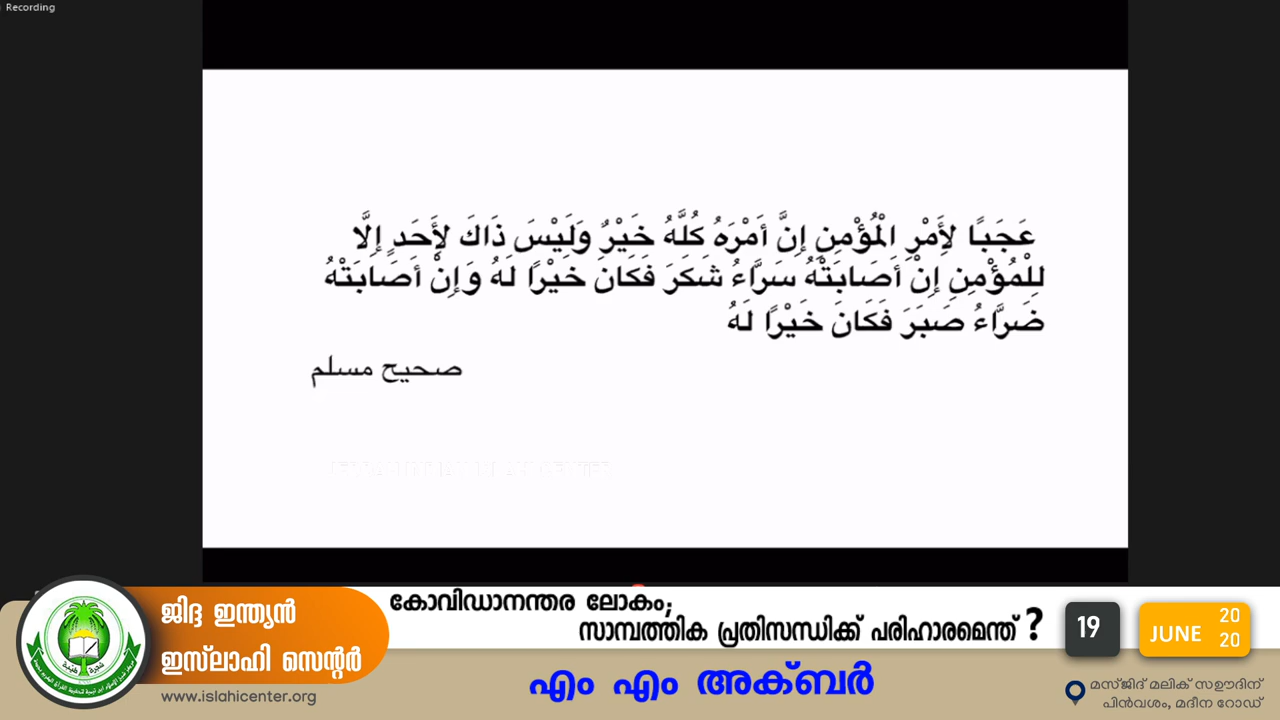 Recording
عَجَبًا لِأَمْرِ الْمُؤْمِنِ إِنَّ أَمْرَهُ كُلَّهُ خَيْرٌ وَلَيْسَ ذَاكَ لِأَحَدٍ إِلَّا
لِلْمُؤْمِنِ إِنْ أَصَابَتْهُ سَرَّاءُ شَكَرَ فَكَانَ خَيْرًا لَهُ وَإِنْ أَصَابَتْهُ
ضَرَّاءُ صَبَرَ فَكَانَ خَيْرًا لَهُ
صحيح مسلم
ജിദ്ദ ഇന്ത്യൻ
ഇസ്‌ലാഹി സെന്റർ
www.islahicenter.org
കോവിഡാനന്തര ലോകം;
സാമ്പത്തിക പ്രതിസന്ധിക്ക് പരിഹാരമെന്ത് ?
എം എം അക്ബർ
19
JUNE
20
20
മസ്ജിദ് മലിക് സഊദിന്
പിൻവശം, മദീന റോഡ്